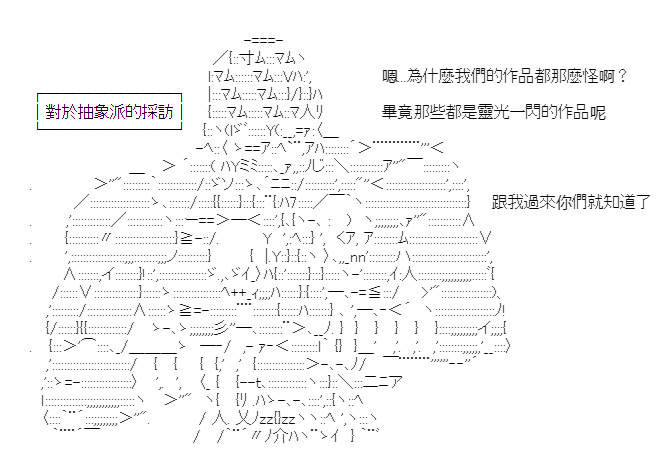 嗯...為什麼我們的作品都那麼怪啊？
對於抽象派的採訪
畢竟那些都是靈光一閃的作品呢
跟我過來你們就知道了